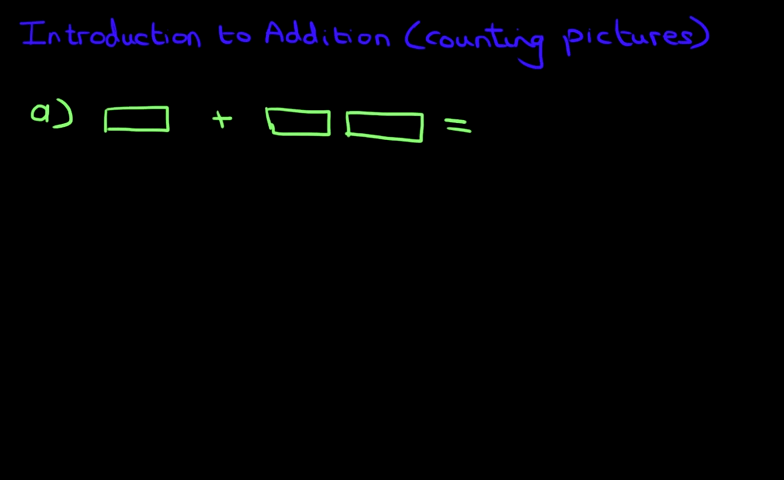 Introduction to Addition (counting pictures)
a) + =